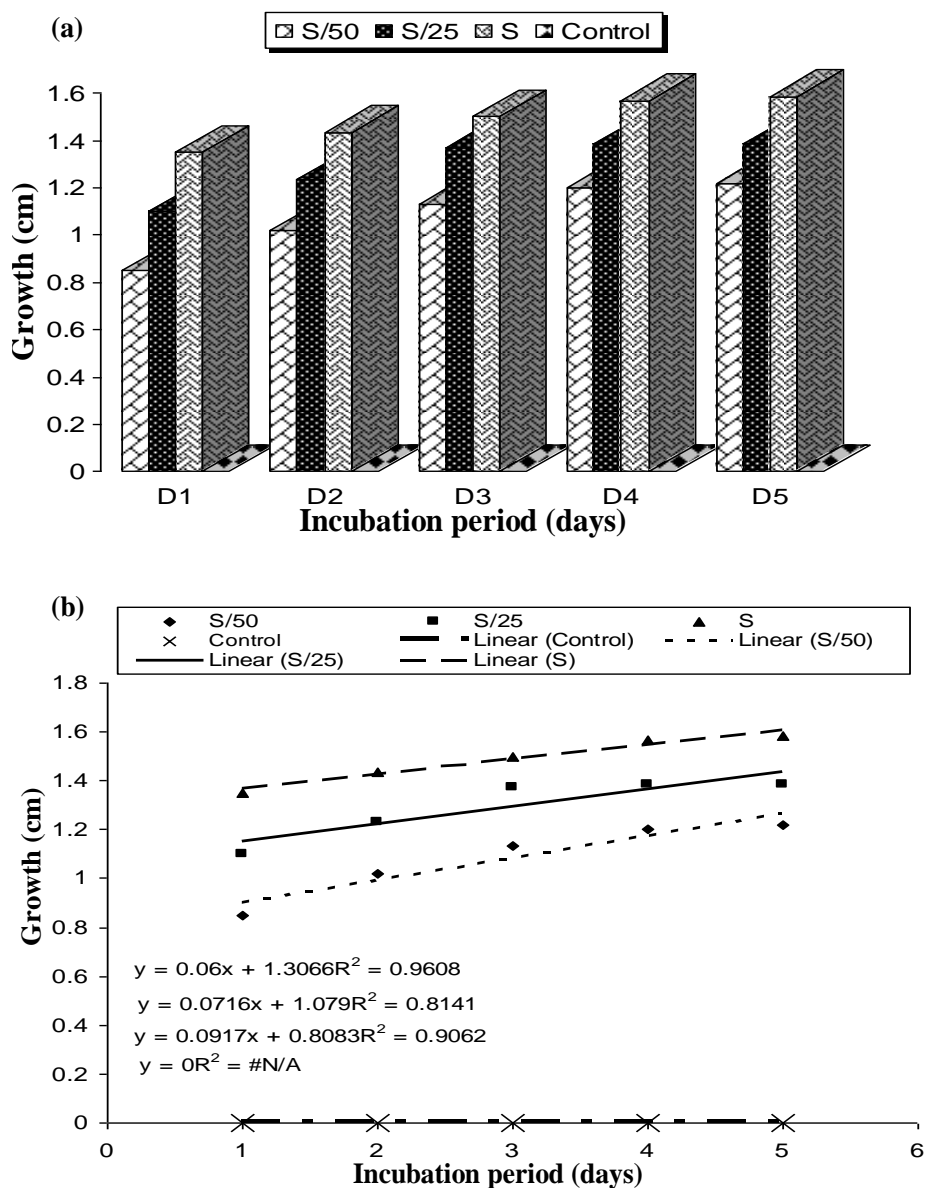 (a)
S/50 S/25 S Control
1.6
1.4
1.2
1
0.8
0.6
0.4
0.2
0
Growth (cm)
D1 D2 D3 D4 D5
Incubation period (days)
(b)
S/50 S/25 S
Control Linear (Control) Linear (S/50)
Linear (S/25) Linear (S)
1.8
1.6
1.4
1.2
1
0.8
0.6
0.4
0.2
0
Growth (cm)
y = 0.06x + 1.3066R² = 0.9608
y = 0.0716x + 1.079R² = 0.8141
y = 0.0917x + 0.8083R² = 0.9062
y = 0R² = #N/A
0 1 2 3 4 5 6
Incubation period (days)